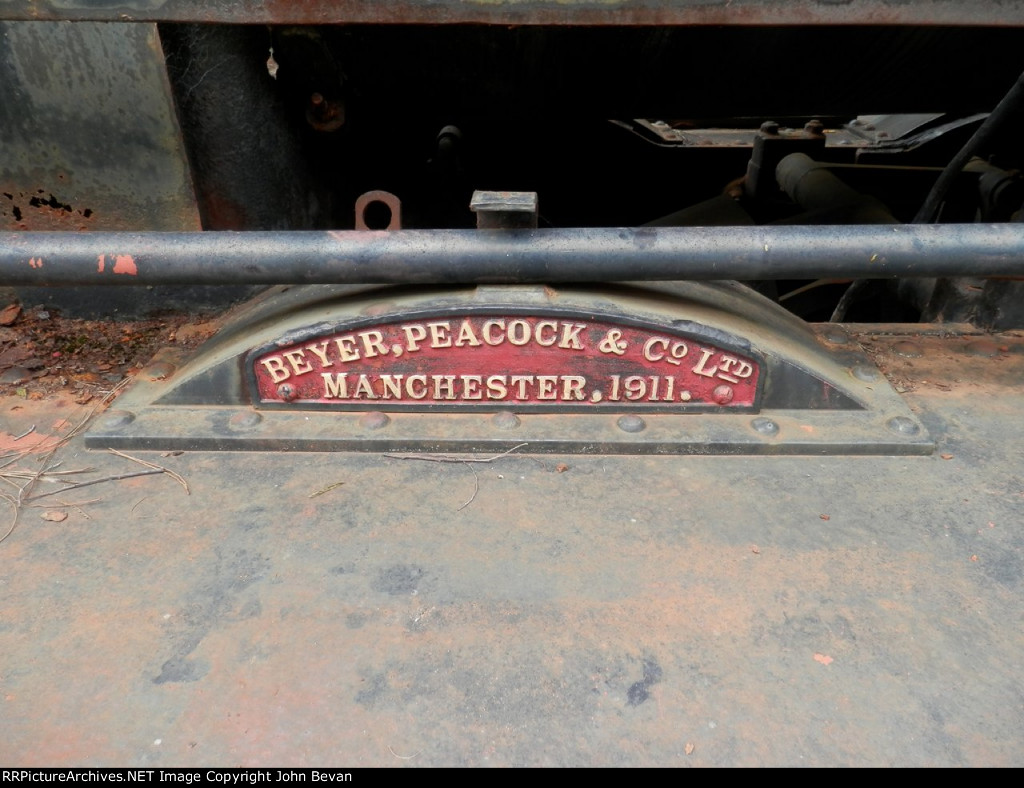 BEYER, PEACOCK & CO LTD
MANCHESTER, 1911.
RRPictureArchives.NET Image Copyright John Bevan